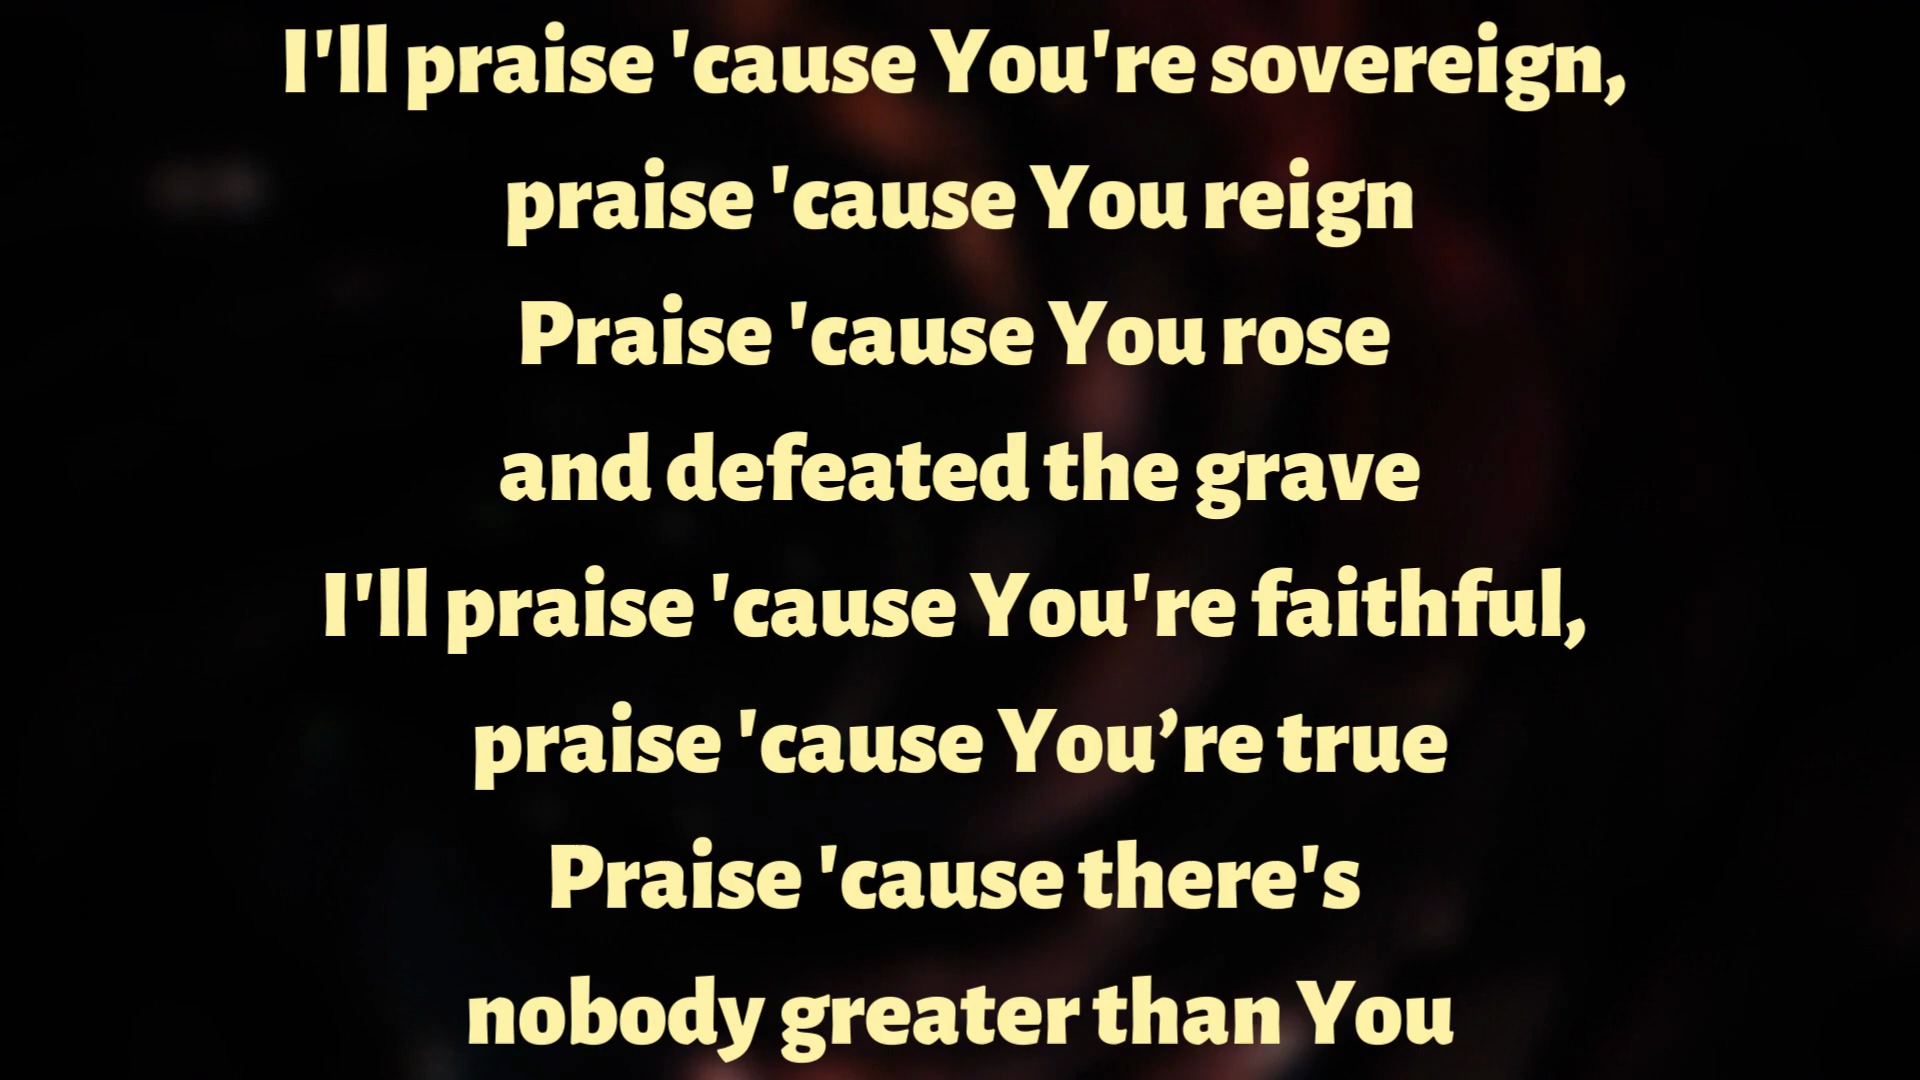 I'll praise 'cause You're sovereign,
praise 'cause You reign
Praise 'cause You rose
and defeated the grave
I'll praise 'cause You're faithful,
praise 'cause You’re true
Praise 'cause there's
nobody greater than You